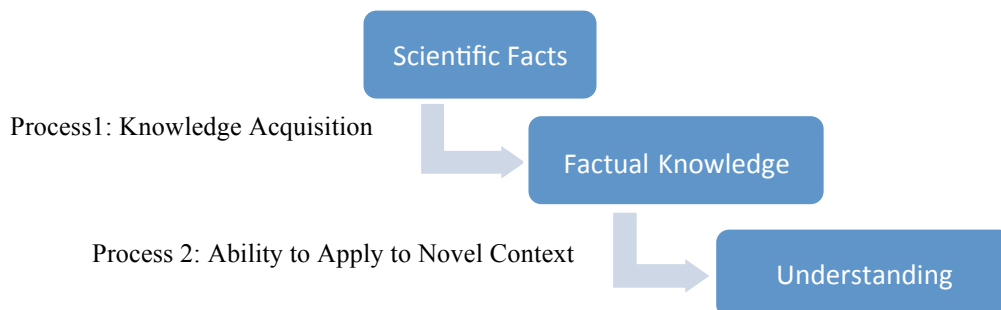 Scientific Facts
Process1: Knowledge Acquisition
Factual Knowledge
Process 2: Ability to Apply to Novel Context
Understanding